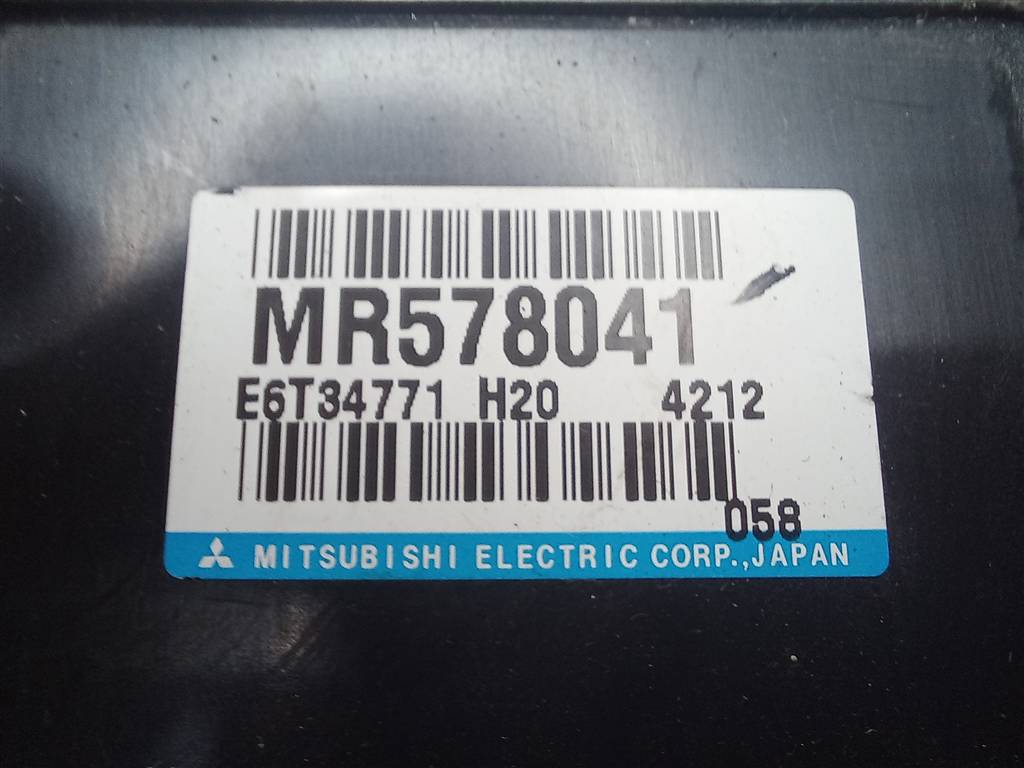 MR578041
E6T34771 H20 4212
058
MITSUBISHI ELECTRIC CORP.,JAPAN